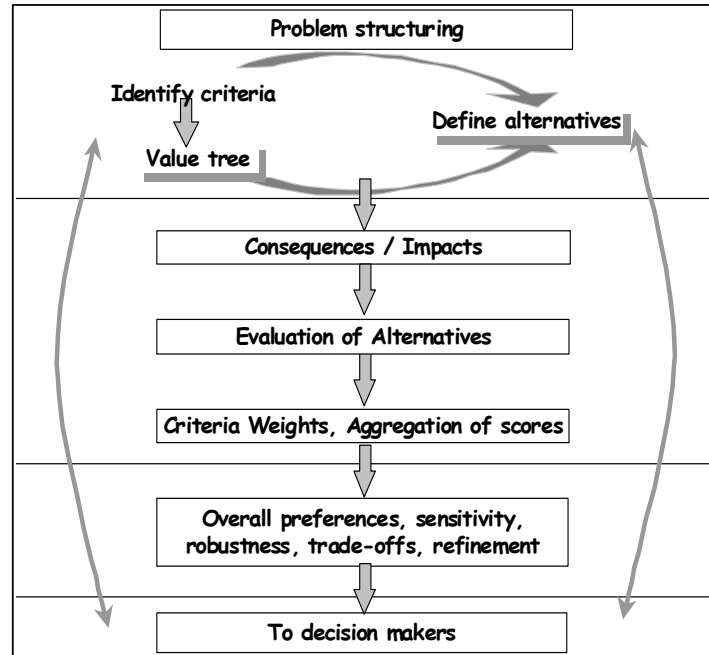 Problem structuring
Identify criteria
Define alternatives
Value tree
Consequences / Impacts
Evaluation of Alternatives
Criteria Weights, Aggregation of scores
Overall preferences, sensitivity,
robustness, trade-offs, refinement
To decision makers